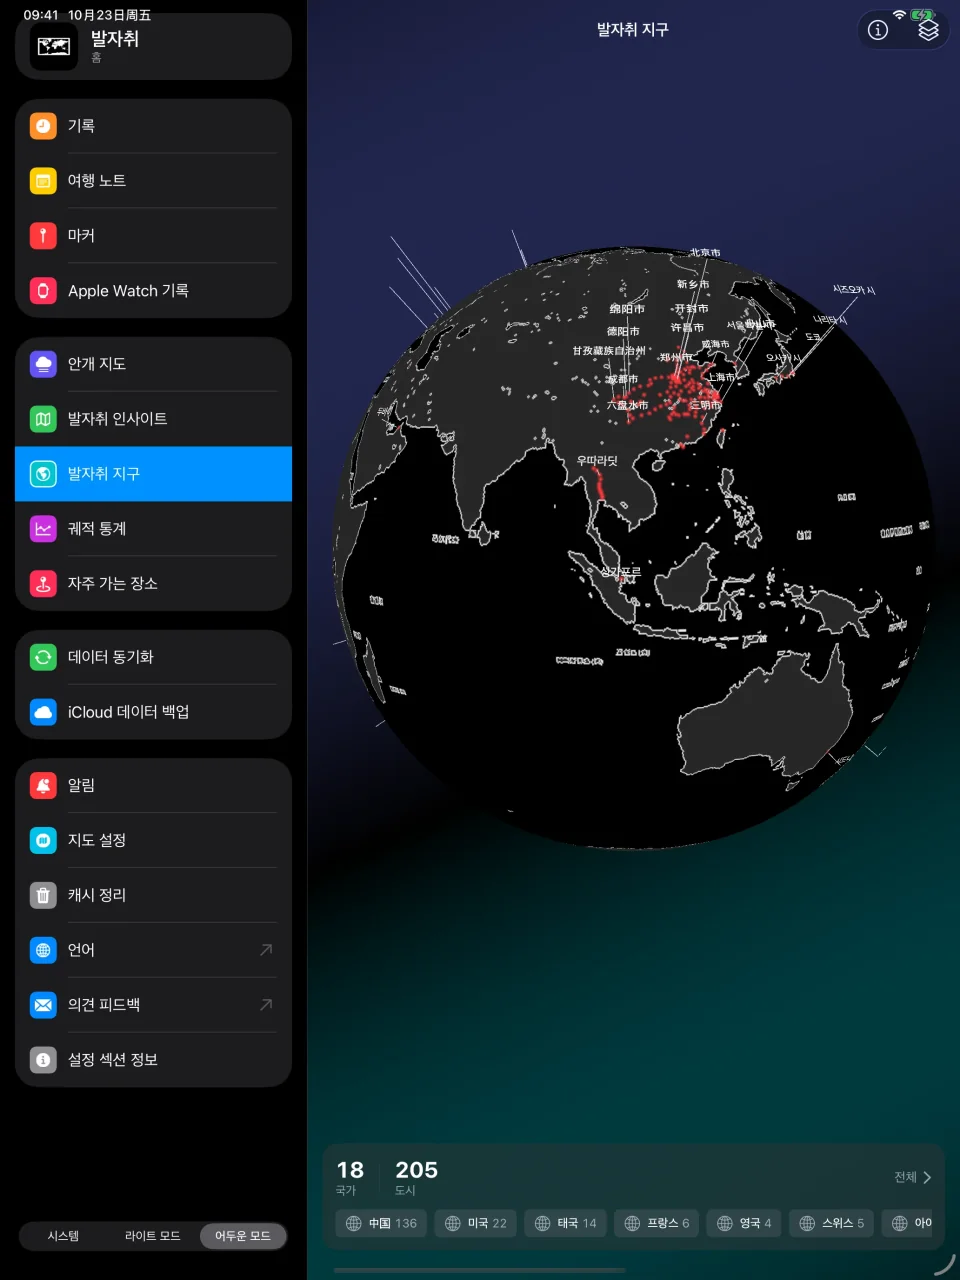 09:41 10月23日周五
발자취
홈
기록
여행 노트
마커
Apple Watch 기록
안개 지도
발자취 인사이트
발자취 지구
궤적 통계
자주 가는 장소
데이터 동기화
iCloud 데이터 백업
알림
지도 설정
캐시 정리
언어
의견 피드백
설정 섹션 정보
시스템
라이트 모드
어두운 모드
발자취 지구
北京市
新乡市
绵阳市
开封市
德阳市
许昌市
威海市
甘孜藏族自治州
郑州市
成都市
上海市
六盘水市
三明市
시즈오카 시
나리타 시
도쿄
오사카 시
우따라딧
싱가포르
18
국가
205
도시
전체
中国 136
미국 22
태국 14
프랑스 6
영국 4
스위스 5